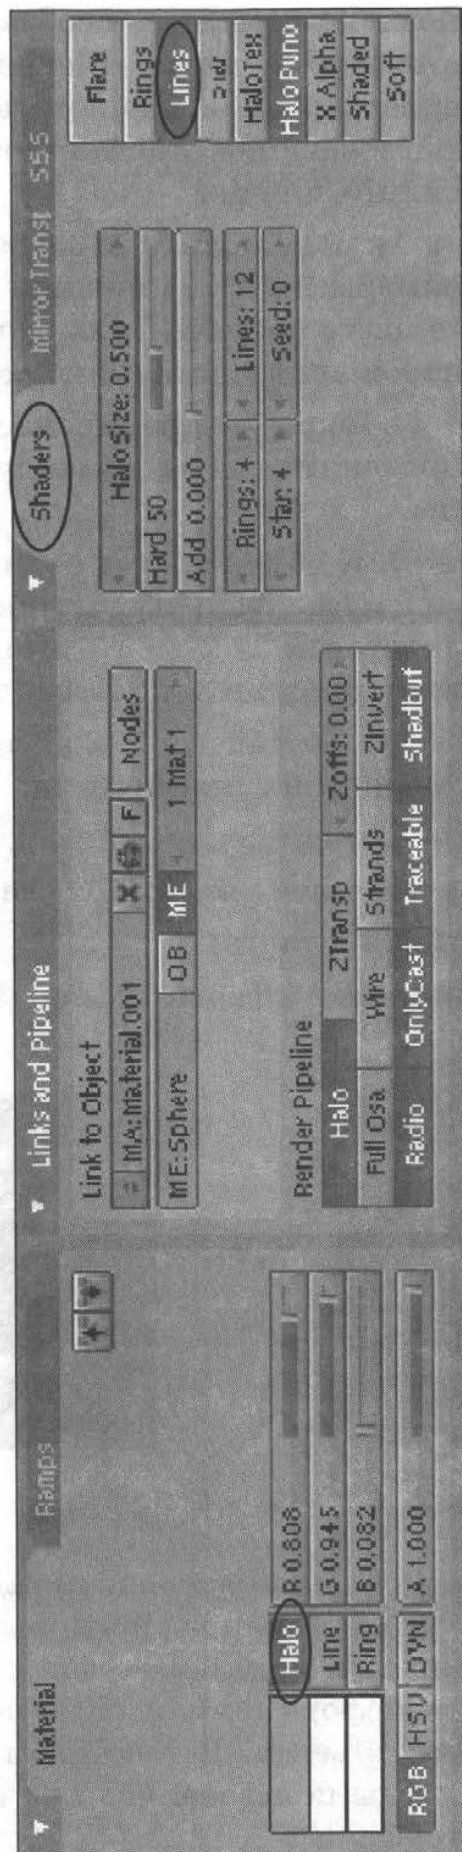 Material
Ramps
Halo
R 0.808
Line
G 0.945
Ring
B 0.082
RGB HSV DYN
A 1.000
Links and Pipeline
Link to Object
MA:Material.001
X
F
Nodes
ME:Sphere
OB ME
1 Mat 1
Render Pipeline
Halo
ZTransp
Zoffs: 0.00
Full Osa
Wire
Strands
ZInvert
Radio
OnlyCast
Traceable
Shadbuf
Shaders
Mirror Transp
SSS
Halo Size: 0.500
Hard 50
Add 0.000
Rings: 4
Lines: 12
Star: 4
Seed: 0
Flare
Rings
Lines
HaloTex
Halo Puno
X Alpha
Shaded
Soft